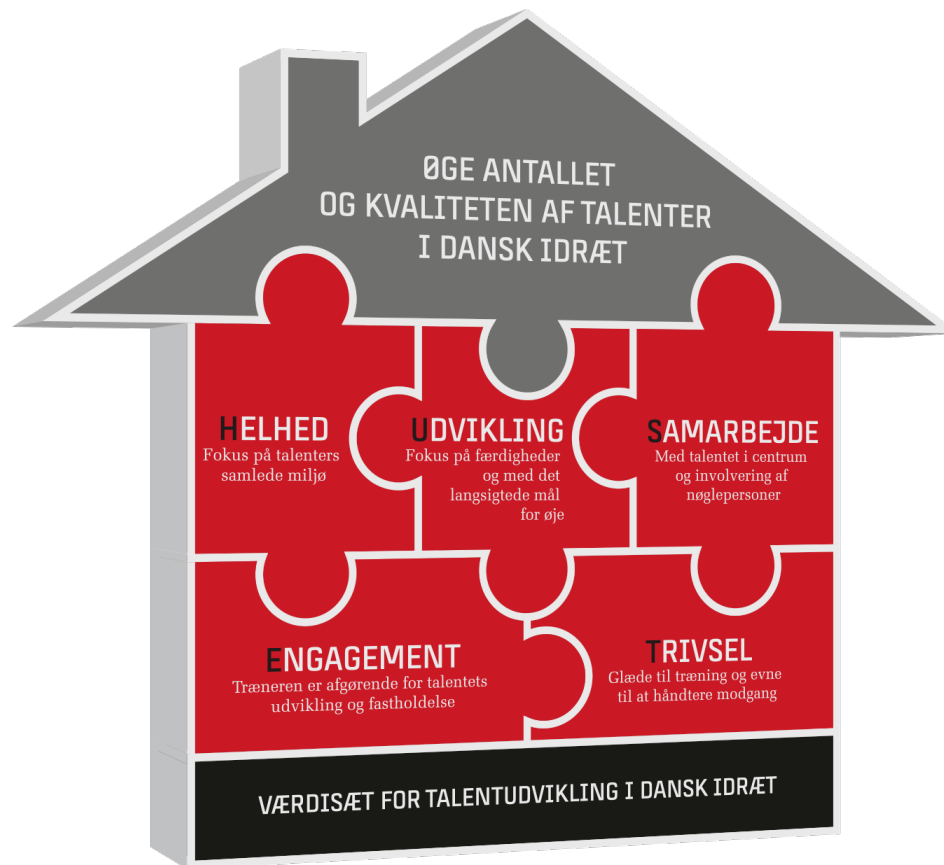 ØGE ANTALLET
OG KVALITETEN AF TALENTER
I DANSK IDRÆT
HELHED
Fokus på talenters
samlede miljø
UDVIKLING
Fokus på færdigheder
og med det
langsigtede mål
for øje
SAMARBEJDE
Med talentet i centrum
og involvering af
nøglepersoner
ENGAGEMENT
Træneren er afgørende for talentets
udvikling og fastholdelse
TRIVSEL
Glæde til træning og evne
til at håndtere modgang
VÆRDISÆT FOR TALENTUDVIKLING I DANSK IDRÆT